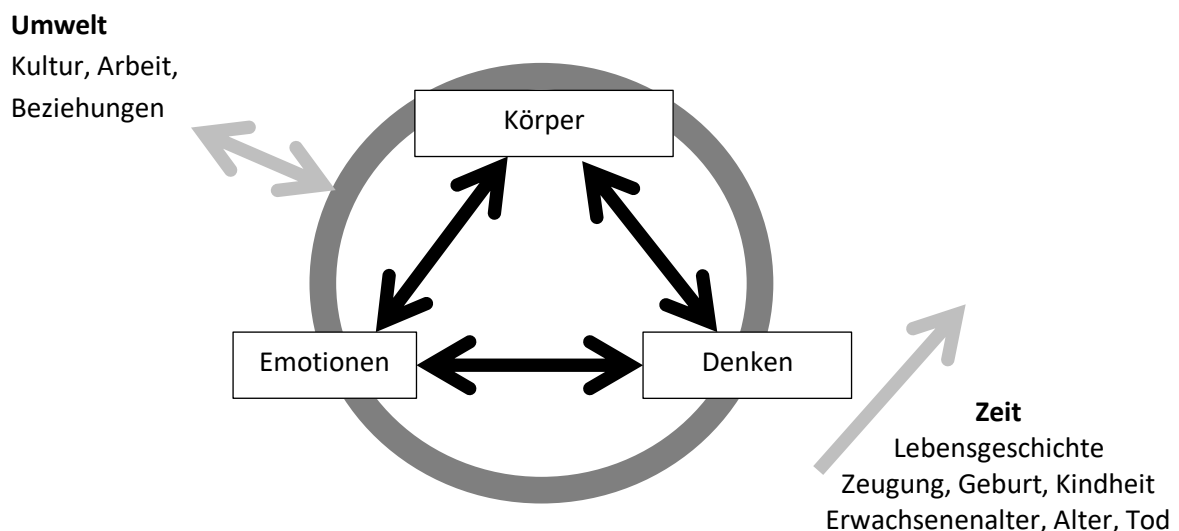 Umwelt
Kultur, Arbeit,
Beziehungen
Körper
Emotionen
Denken
Zeit
Lebensgeschichte
Zeugung, Geburt, Kindheit
Erwachsenenalter, Alter, Tod